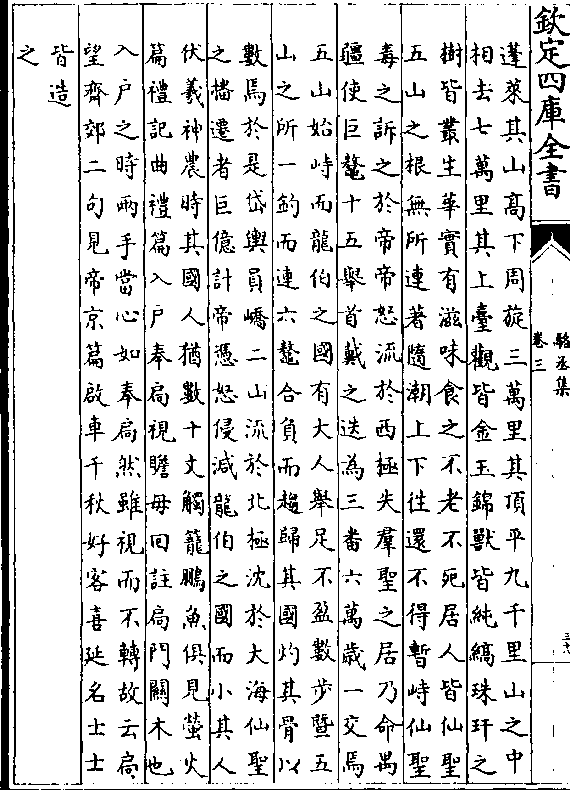 欽定四庫全書
駱丞集
卷三
蓬萊其山高下周旋三萬里其頂平九千里山之中
相去七萬里其上臺觀皆金玉錦獸皆純縞珠玕之
樹皆叢生華實有滋味食之不老不死居人皆仙聖
五山之根無所連著隨潮上下往還不得暫峙仙聖
毒之訴之於帝帝怒流於西極失羣聖之居乃命禺
疆使巨鼇十五舉首戴之迭為三畨六萬歲一交焉
五山始峙而龍伯之國有大人舉足不盈數步暨五
山之所一釣而連六鼇合負而趨歸其國灼其骨以
數焉於是岱輿員嶠二山流於北極沈於大海仙聖
之播遷者巨億計帝憑怒侵減龍伯之國而小其人
伏羲神農時其國人猶數十丈觸籠鵬魚俱見螢火
篇禮記曲禮篇入戶奉扃視瞻毋回註扃門關木也
入戶之時兩手當心如奉扃然雖視而不轉故云扃
望齊郊二句見帝京篇啟車千秋好客喜延名士士
皆造
之